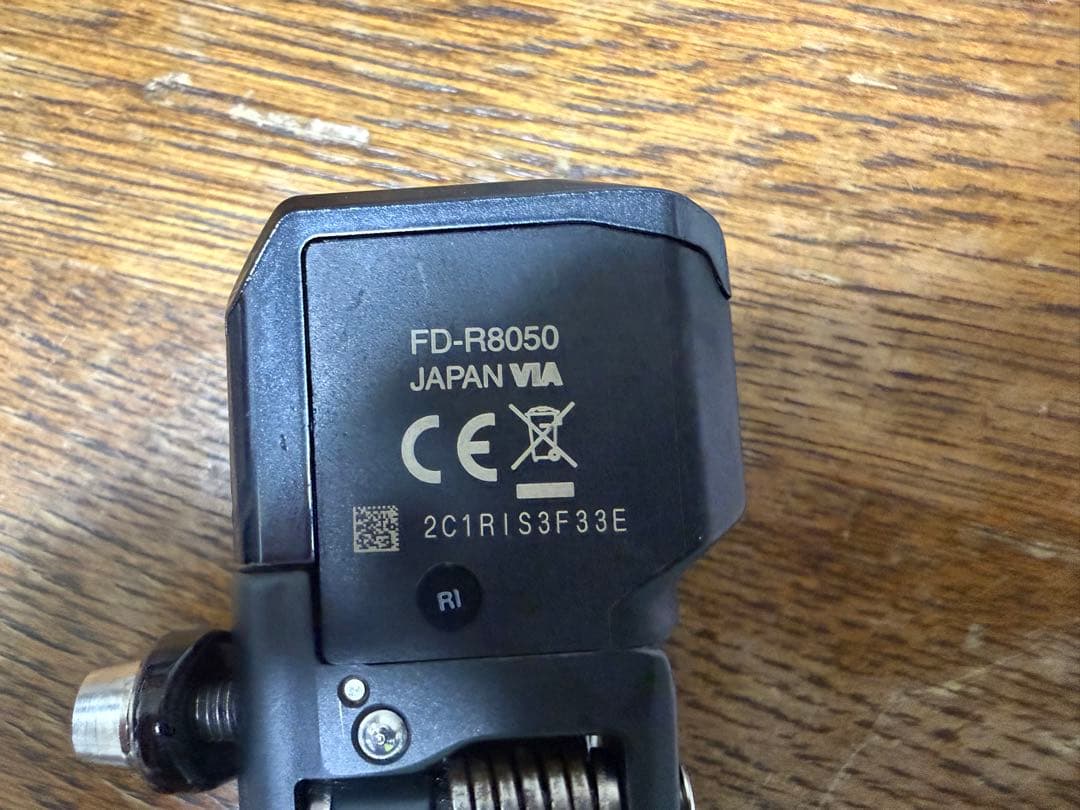 FD-R8050
JAPAN VIA
CE
2C1RIS3F33E
RI